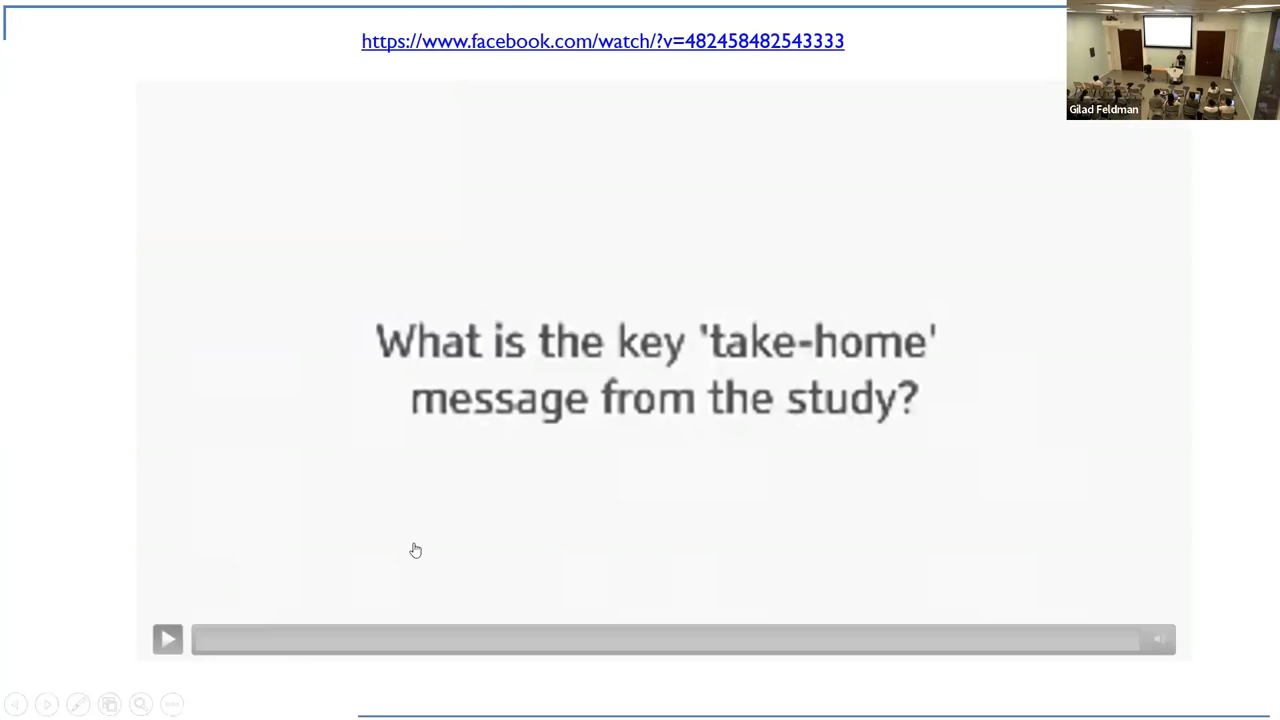 https://www.facebook.com/watch/?v=482458482543333
Gilad Feldman
What is the key 'take-home'
message from the study?